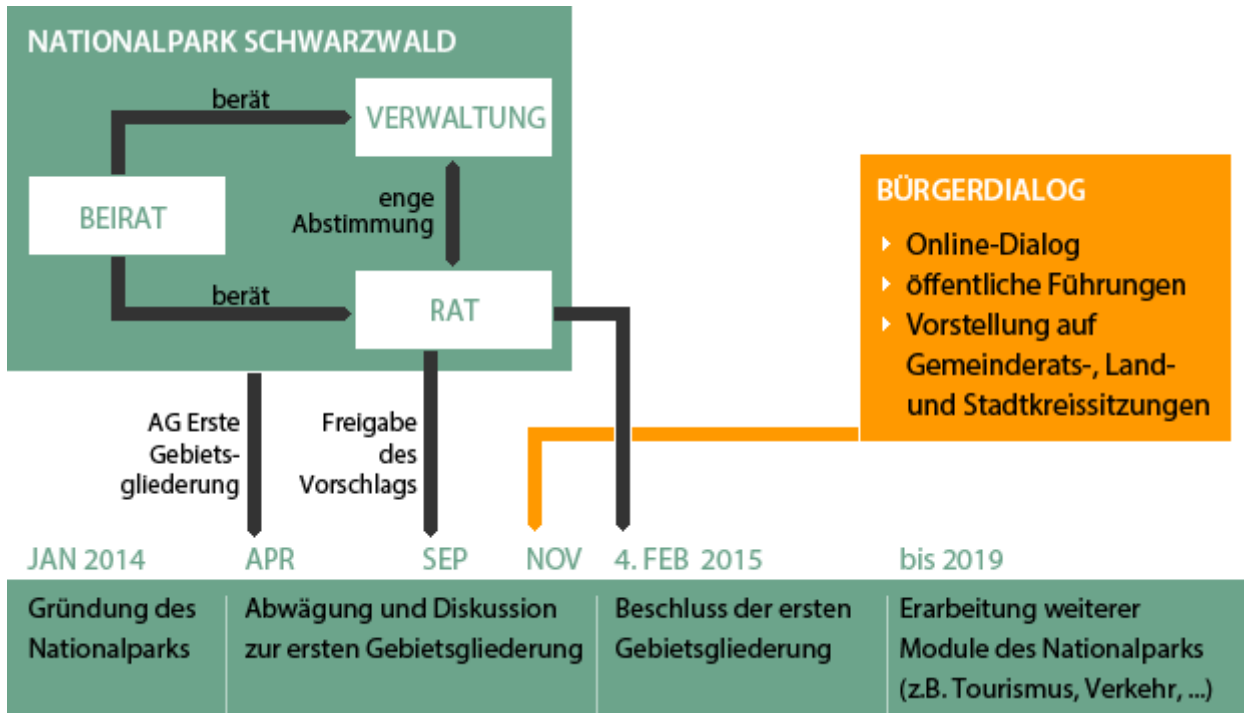 NATIONALPARK SCHWARZWALD
berät
VERWALTUNG
BEIRAT
enge
Abstimmung
berät
RAT
BÜRGERDIALOG
Online-Dialog
öffentliche Führungen
Vorstellung auf
Gemeinderats-, Land-
und Stadtkreissitzungen
AG Erste
Gebiets-
gliederung
Freigabe
des
Vorschlags
JAN 2014
APR
SEP
NOV
4. FEB 2015
bis 2019
Gründung des
Nationalparks
Abwägung und Diskussion
zur ersten Gebietsgliederung
Beschluss der ersten
Gebietsgliederung
Erarbeitung weiterer
Module des Nationalparks
(z.B. Tourismus, Verkehr, ...)